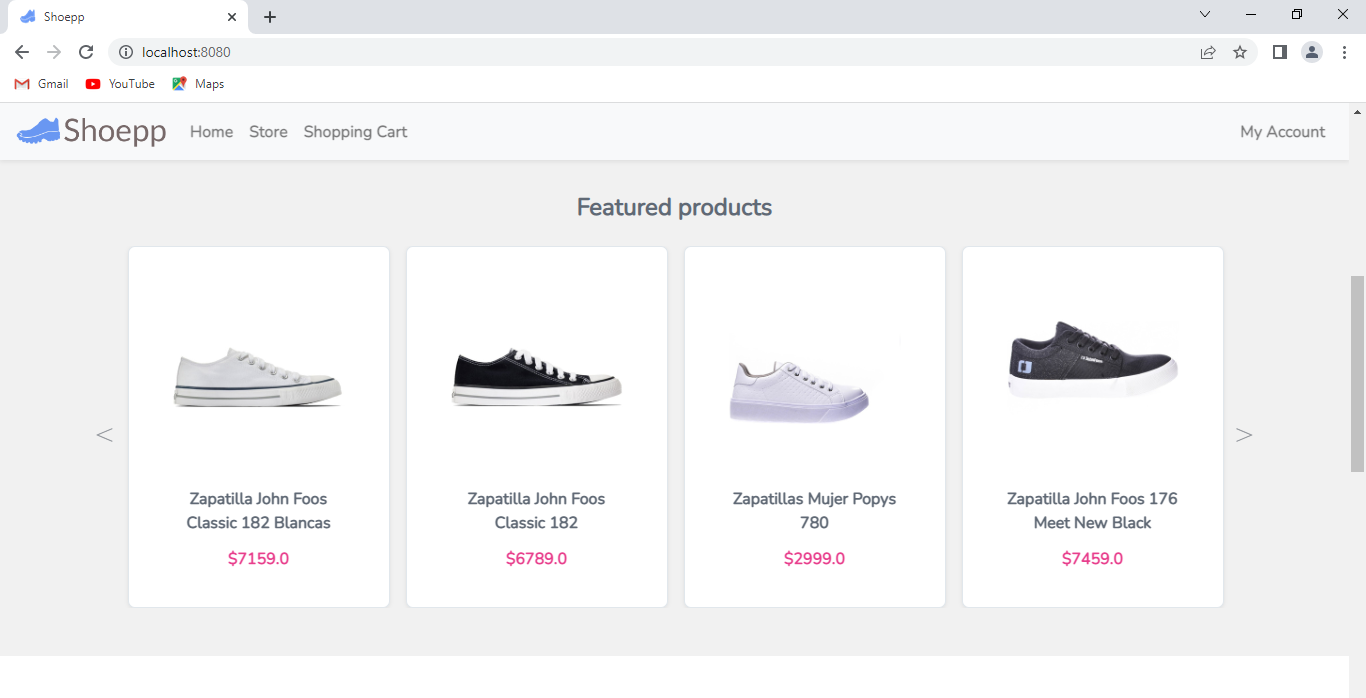 Shoepp
localhost:8080
Gmail YouTube Maps
Shoepp Home Store Shopping Cart My Account
Featured products
Zapatilla John Foos
Classic 182 Blancas
$7159.0
Zapatilla John Foos
Classic 182
$6789.0
Zapatillas Mujer Popys
780
$2999.0
Zapatilla John Foos 176
Meet New Black
$7459.0
< >